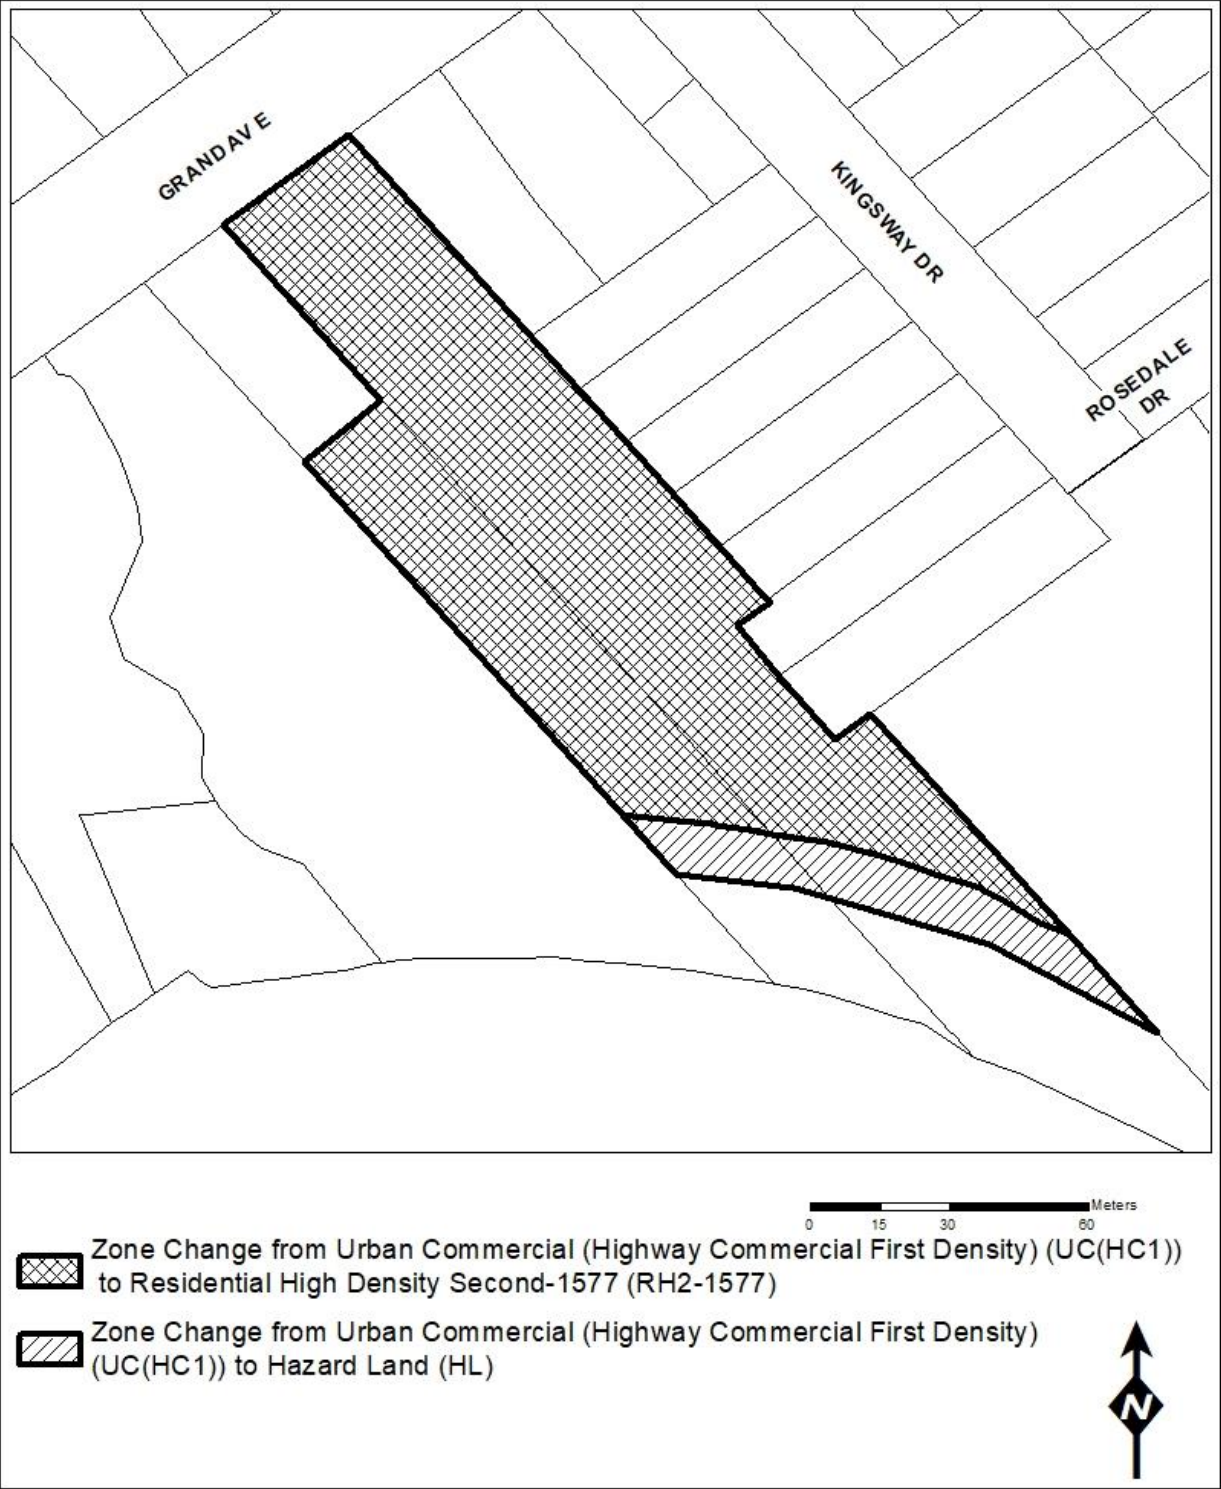 GRAND AV E
KINGSWAY DR
ROSEDALE
DR
Meters
0 15 30 60
Zone Change from Urban Commercial (Highway Commercial First Density) (UC(HC1))
to Residential High Density Second-1577 (RH2-1577)
Zone Change from Urban Commercial (Highway Commercial First Density)
(UC(HC1)) to Hazard Land (HL)
N